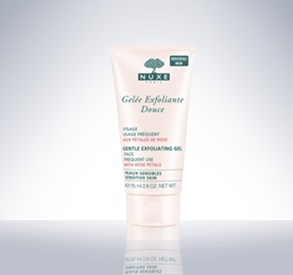 NOUVEAU
NEW
NUXE
PARIS
Gelée Exfoliante
Douce
VISAGE
USAGE FRÉQUENT
AUX PÉTALES DE ROSE
GENTLE EXFOLIATING GEL
FACE
FREQUENT USE
WITH ROSE PETALS
PEAUX SENSIBLES
SENSITIVE SKIN
75 ml 2.6 OZ. NET WT.